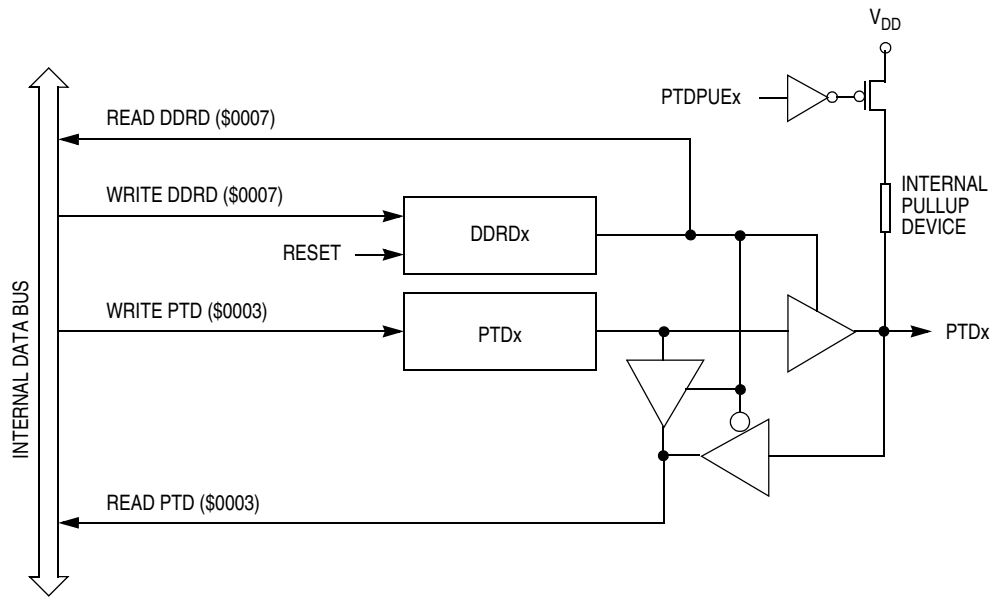 VDD
PTDPUEx
READ DDRD ($0007)
WRITE DDRD ($0007)
INTERNAL
PULLUP
DEVICE
DDRDx
RESET
WRITE PTD ($0003)
PTDx
PTDx
INTERNAL DATA BUS
READ PTD ($0003)